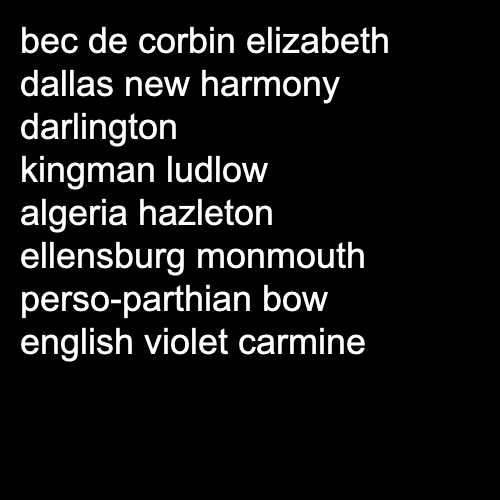 bec de corbin elizabeth
dallas new harmony
darlington
kingman ludlow
algeria hazleton
ellensburg monmouth
perso-parthian bow
english violet carmine